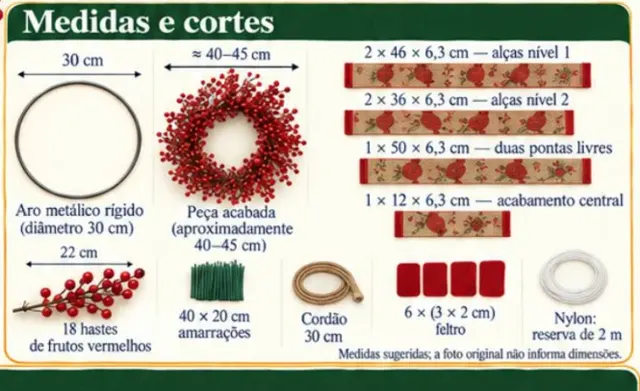 Medidas e cortes
30 cm
≈ 40–45 cm
2 × 46 × 6,3 cm — alças nível 1
2 × 36 × 6,3 cm — alças nível 2
1 × 50 × 6,3 cm — duas pontas livres
1 × 12 × 6,3 cm — acabamento central
Aro metálico rígido
(diâmetro 30 cm)
Peça acabada
(aproximadamente
40–45 cm)
22 cm
18 hastes
de frutos vermelhos
40 × 20 cm
amarrações
Cordão
30 cm
6 × (3 × 2 cm)
feltro
Nylon:
reserva de 2 m
Medidas sugeridas; a foto original não informa dimensões.